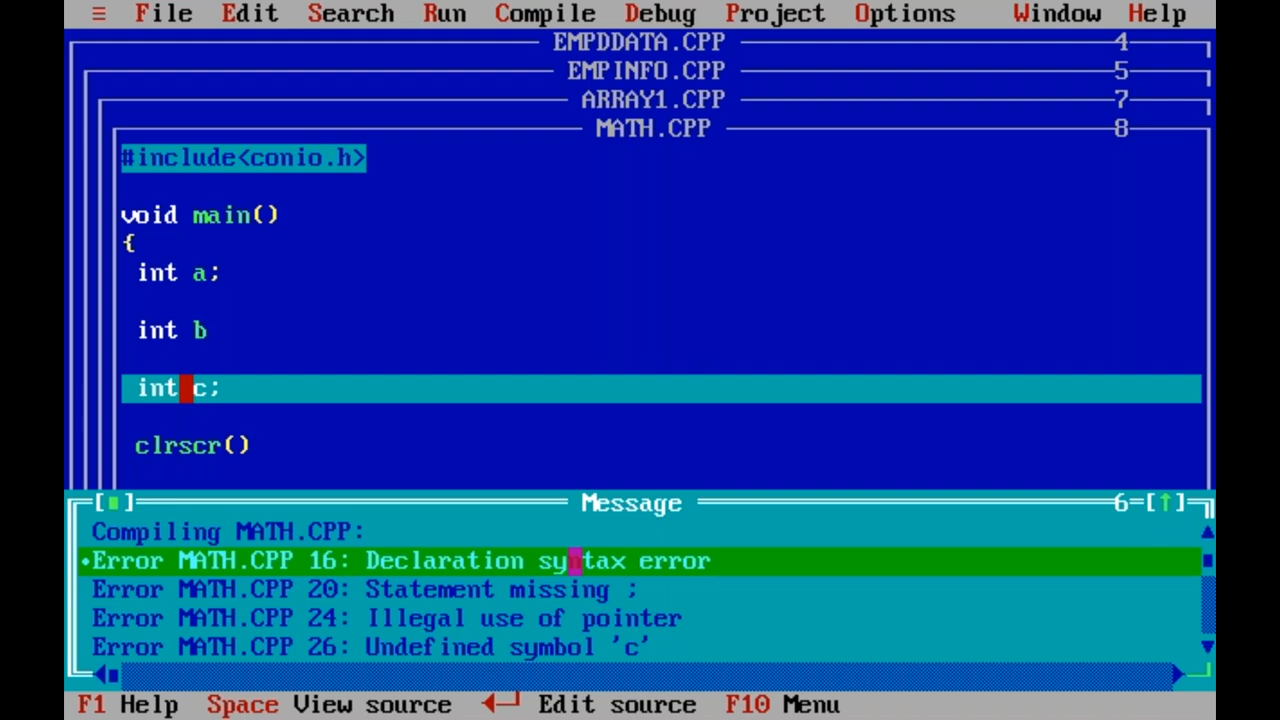 ≡ File Edit Search Run Compile Debug Project Options Window Help
EMPDDATA.CPP 4
EMPINFO.CPP 5
ARRAY1.CPP 7
MATH.CPP 8
#include<conio.h>
void main()
{
int a;
int b
int c;
clrscr()
[■] Message 6=[↑]
Compiling MATH.CPP:
•Error MATH.CPP 16: Declaration syntax error
Error MATH.CPP 20: Statement missing ;
Error MATH.CPP 24: Illegal use of pointer
Error MATH.CPP 26: Undefined symbol 'c'
F1 Help Space View source ◄┘ Edit source F10 Menu